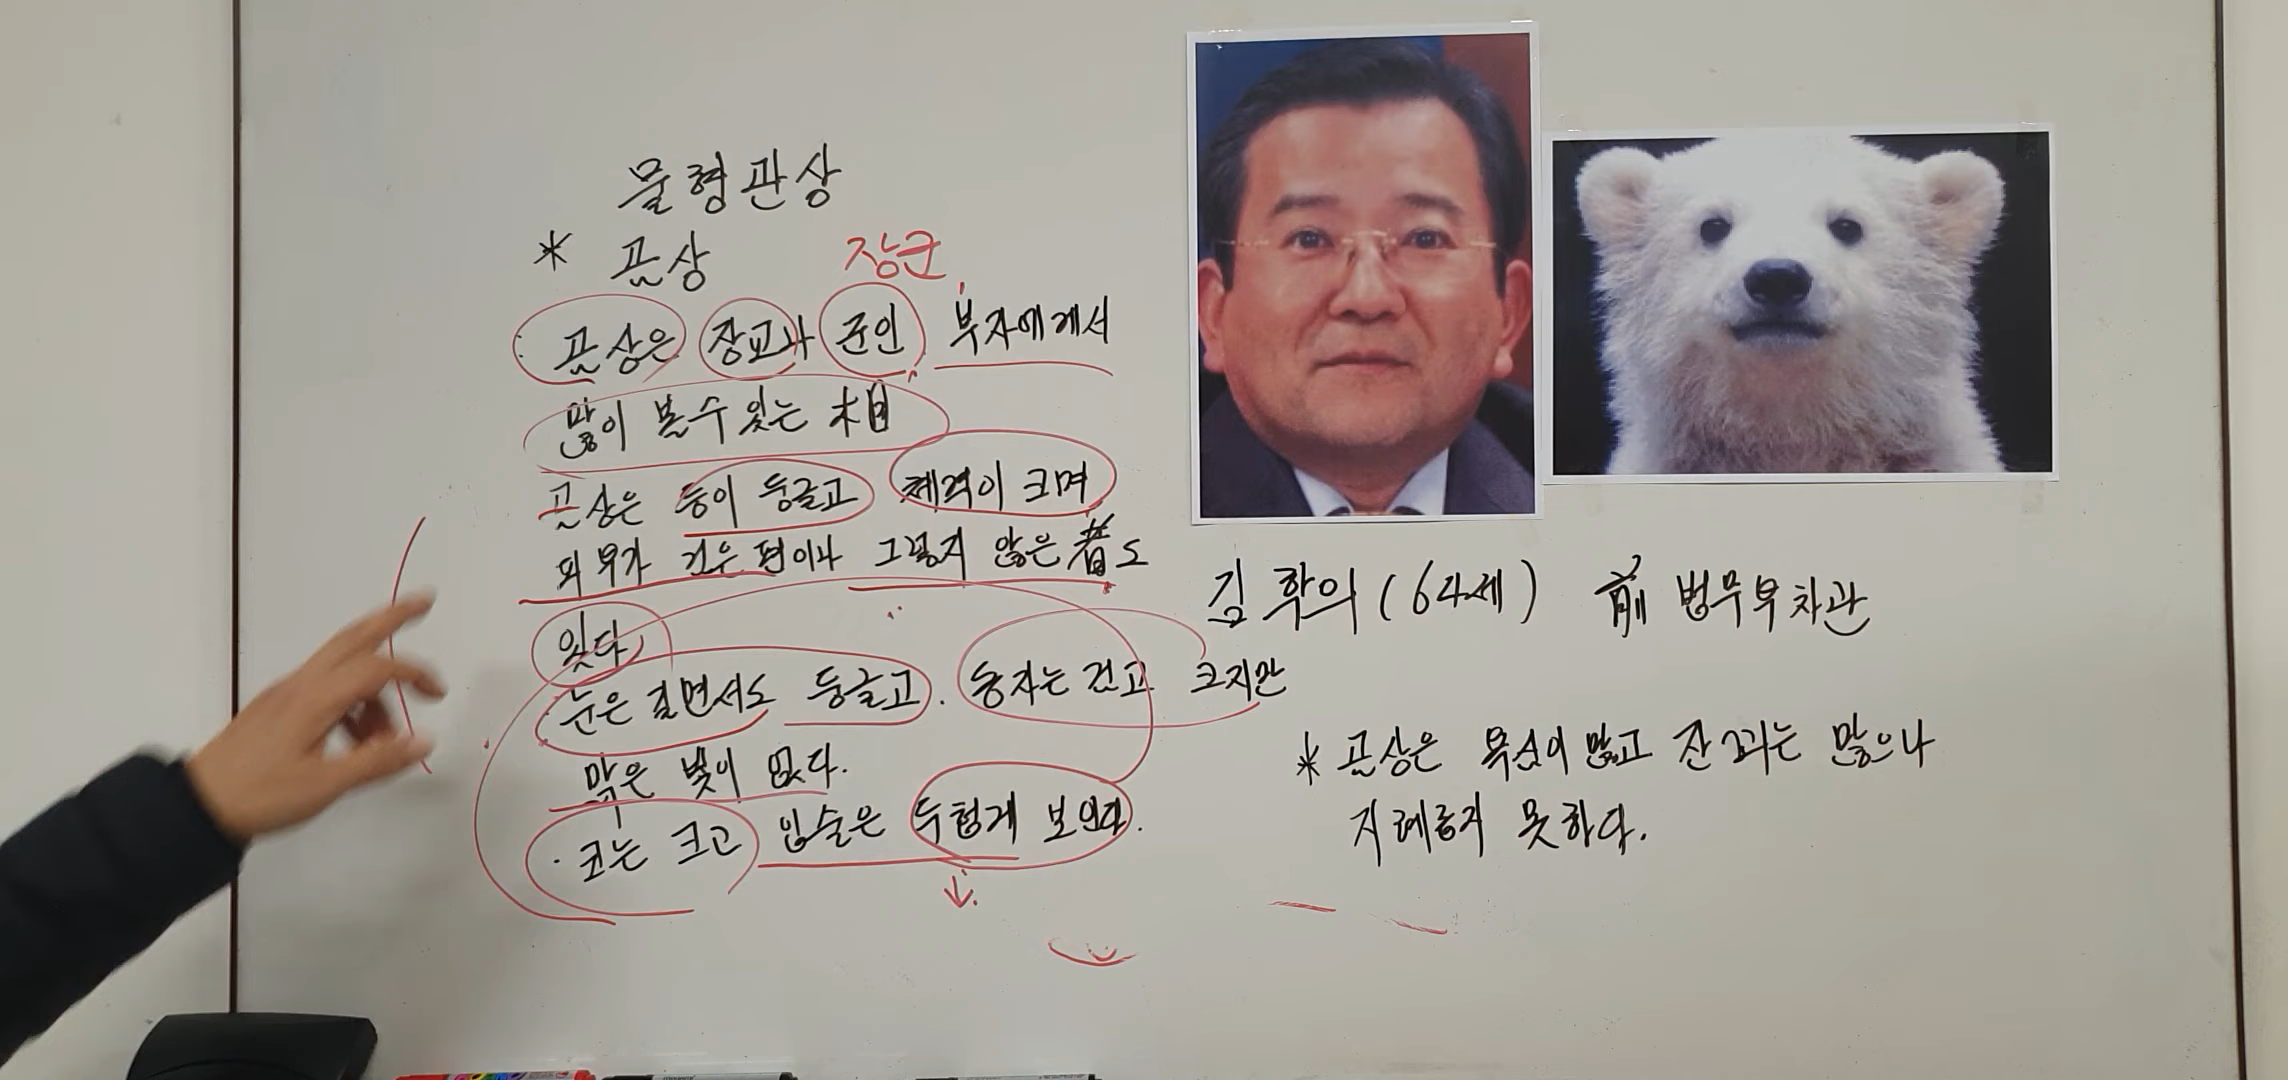 물형관상
* 곰상
장군
곰상은 장교나 군인 부자에게서
많이 볼수 있는 相
곰상은 등이 둥글고 체격이 크며
피부가 검은 편이나 그렇지 않은 者도
있다
눈은 길면서도 둥글고. 눈동자는 검고 크지만
맑은 빛이 없다.
· 코는 크고 입술은 두텁게 보인다.
김학의 (64세) 前 법무부차관
* 곰상은 욕심이 많고 잔꾀는 많으나
지혜롭지 못하다.